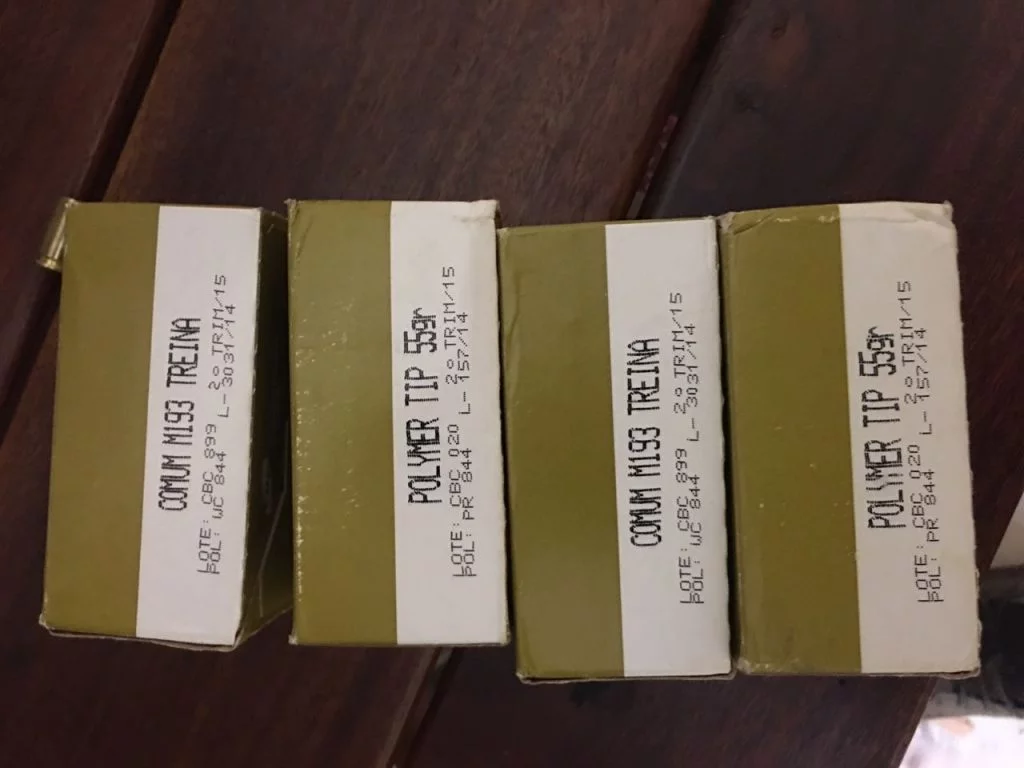 COMUM M193 TREINA
LOTE: CBC 899 2º TRIM/15
POL: WC 844 L- 3031/14
POLYMER TIP 55gr
LOTE: CBC 020 2º TRIM/15
POL: PR 844 L- 157/14
COMUM M193 TREINA
LOTE: CBC 899 2º TRIM/15
POL: WC 844 L- 3031/14
POLYMER TIP 55gr
LOTE: CBC 020 2º TRIM/15
POL: PR 844 L- 157/14